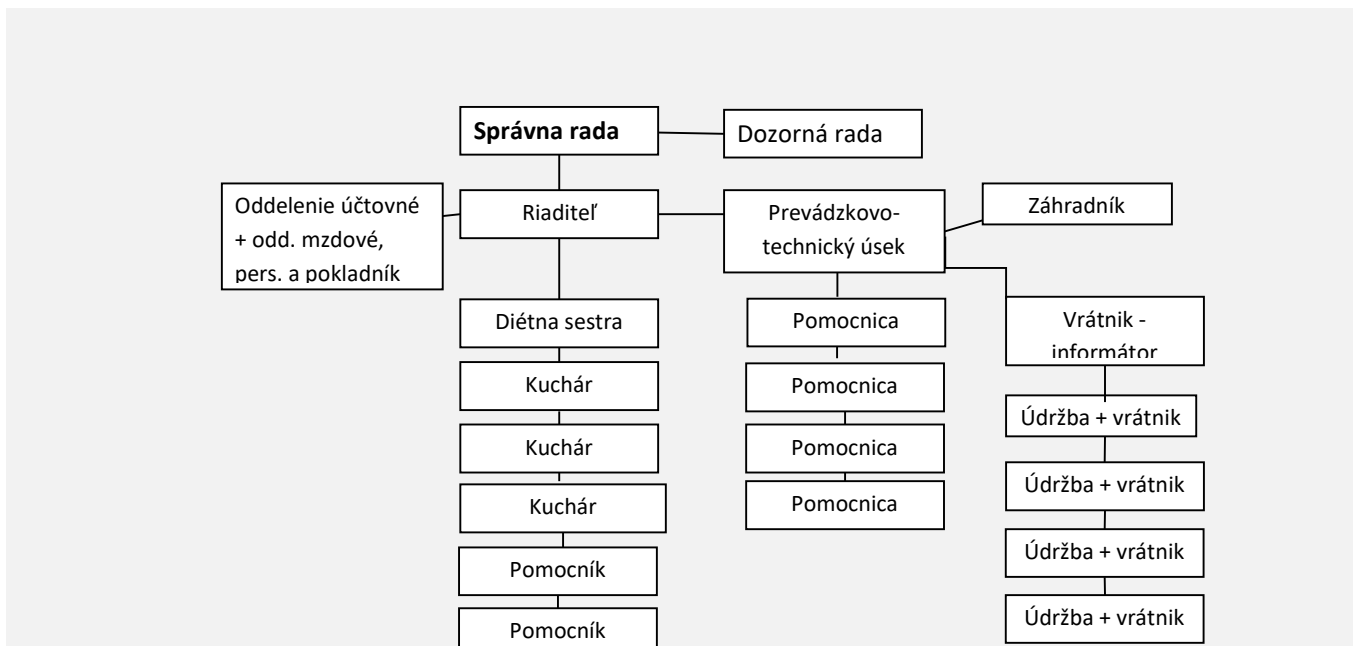 Správna rada
Dozorná rada
Oddelenie účtovné
+ odd. mzdové,
pers. a pokladník
Riaditeľ
Prevádzkovo-
technický úsek
Záhradník
Diétna sestra
Pomocnica
Vrátnik -
informátor
Kuchár
Pomocnica
Údržba + vrátnik
Kuchár
Pomocnica
Údržba + vrátnik
Kuchár
Pomocnica
Údržba + vrátnik
Pomocník
Údržba + vrátnik
Pomocník